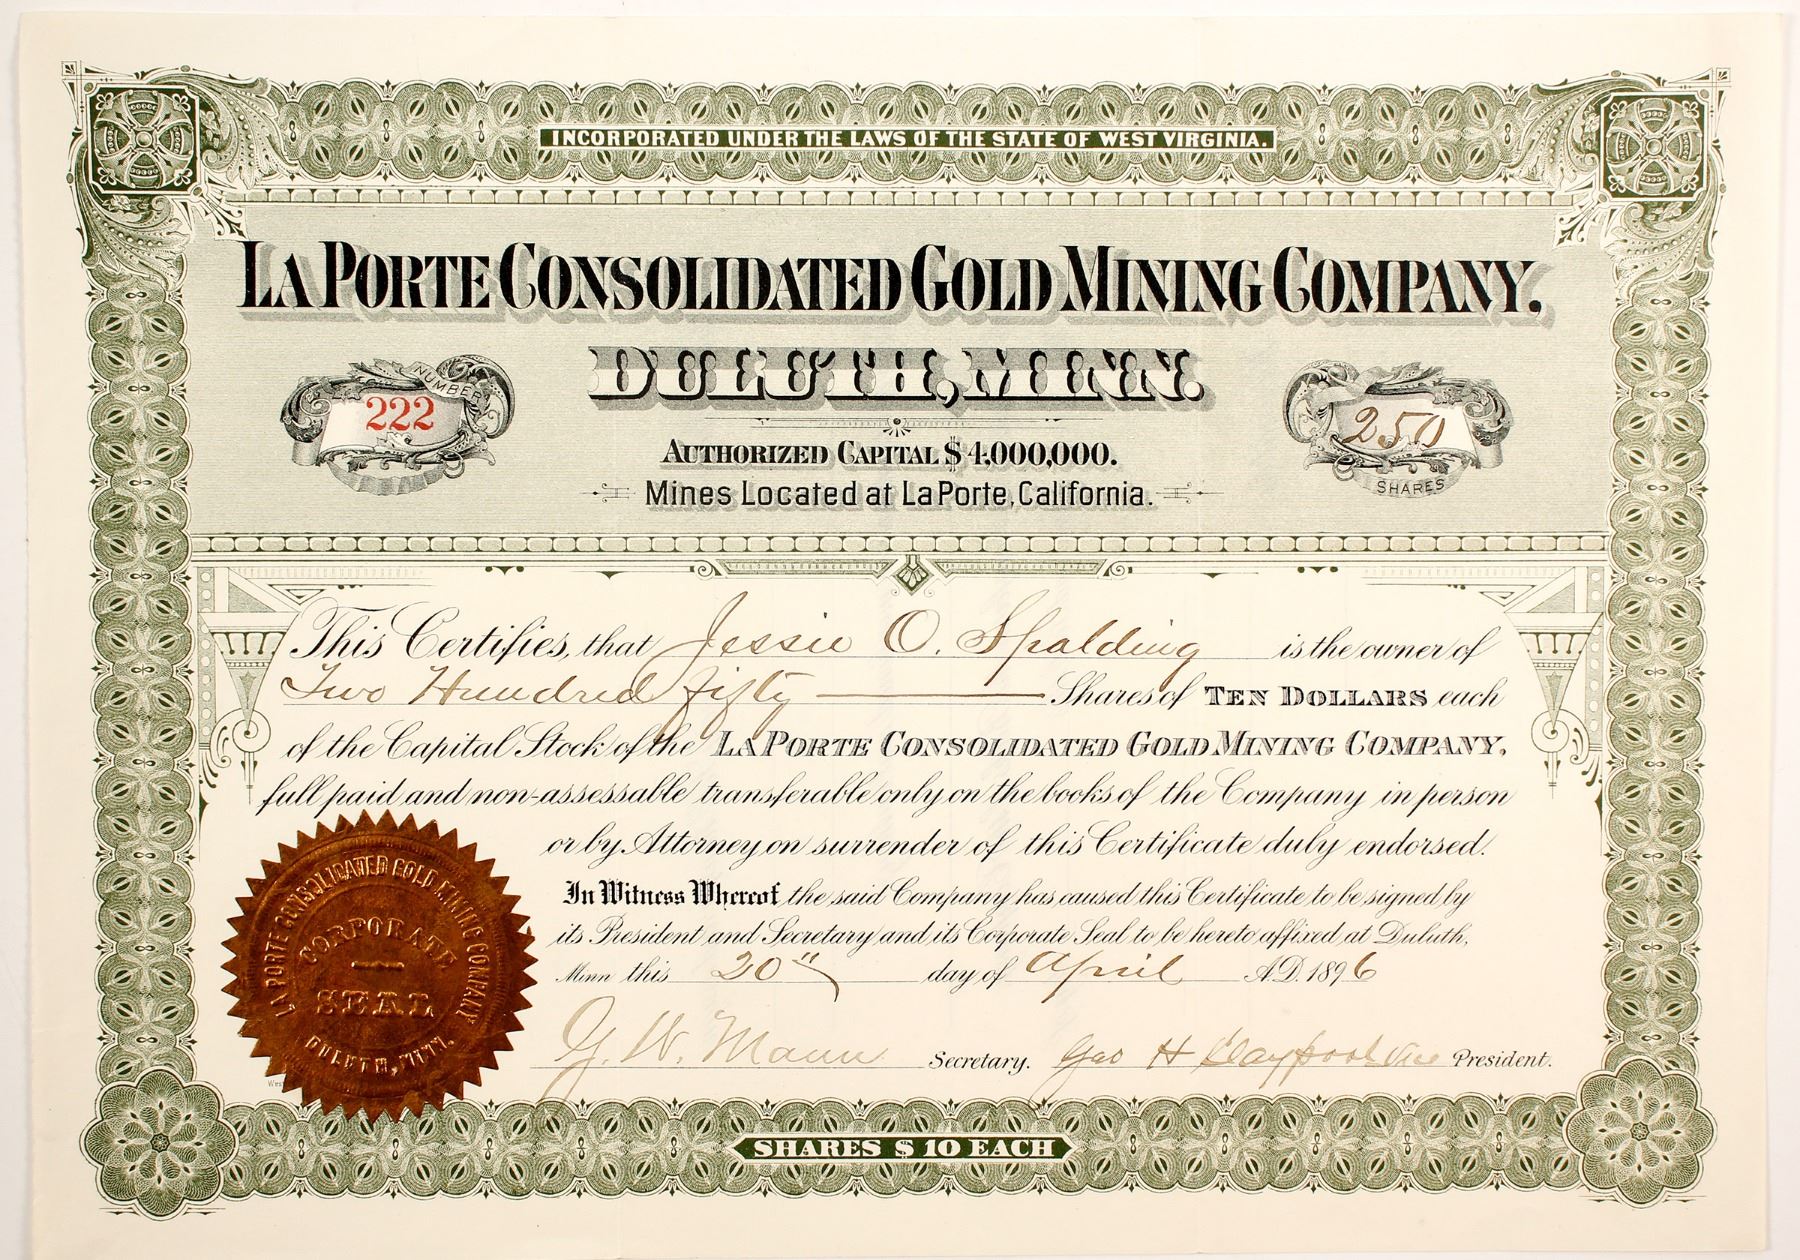 INCORPORATED UNDER THE LAWS OF THE STATE OF WEST VIRGINIA.
LA PORTE CONSOLIDATED GOLD MINING COMPANY.
DULUTH, MINN.
NUMBER
222
250
SHARES
AUTHORIZED CAPITAL $4,000,000.
Mines Located at La Porte, California.
This Certifies, that Jessie O. Spalding is the owner of
Two Hundred fifty Shares of TEN DOLLARS each
of the Capital Stock of the LA PORTE CONSOLIDATED GOLD MINING COMPANY,
full paid and non-assessable transferable only on the books of the Company in person
or by Attorney on surrender of this Certificate duly endorsed.
In Witness Whereof the said Company has caused this Certificate to be signed by
its President and Secretary and its Corporate Seal to be hereto affixed at Duluth,
Minn this 20" day of April A.D. 1896
LA PORTE CONSOLIDATED GOLD MINING COMPANY
CORPORATE
SEAL
DULUTH, MINN.
G. W. Mann Secretary. Geo H Claypool Vice President.
SHARES $10 EACH